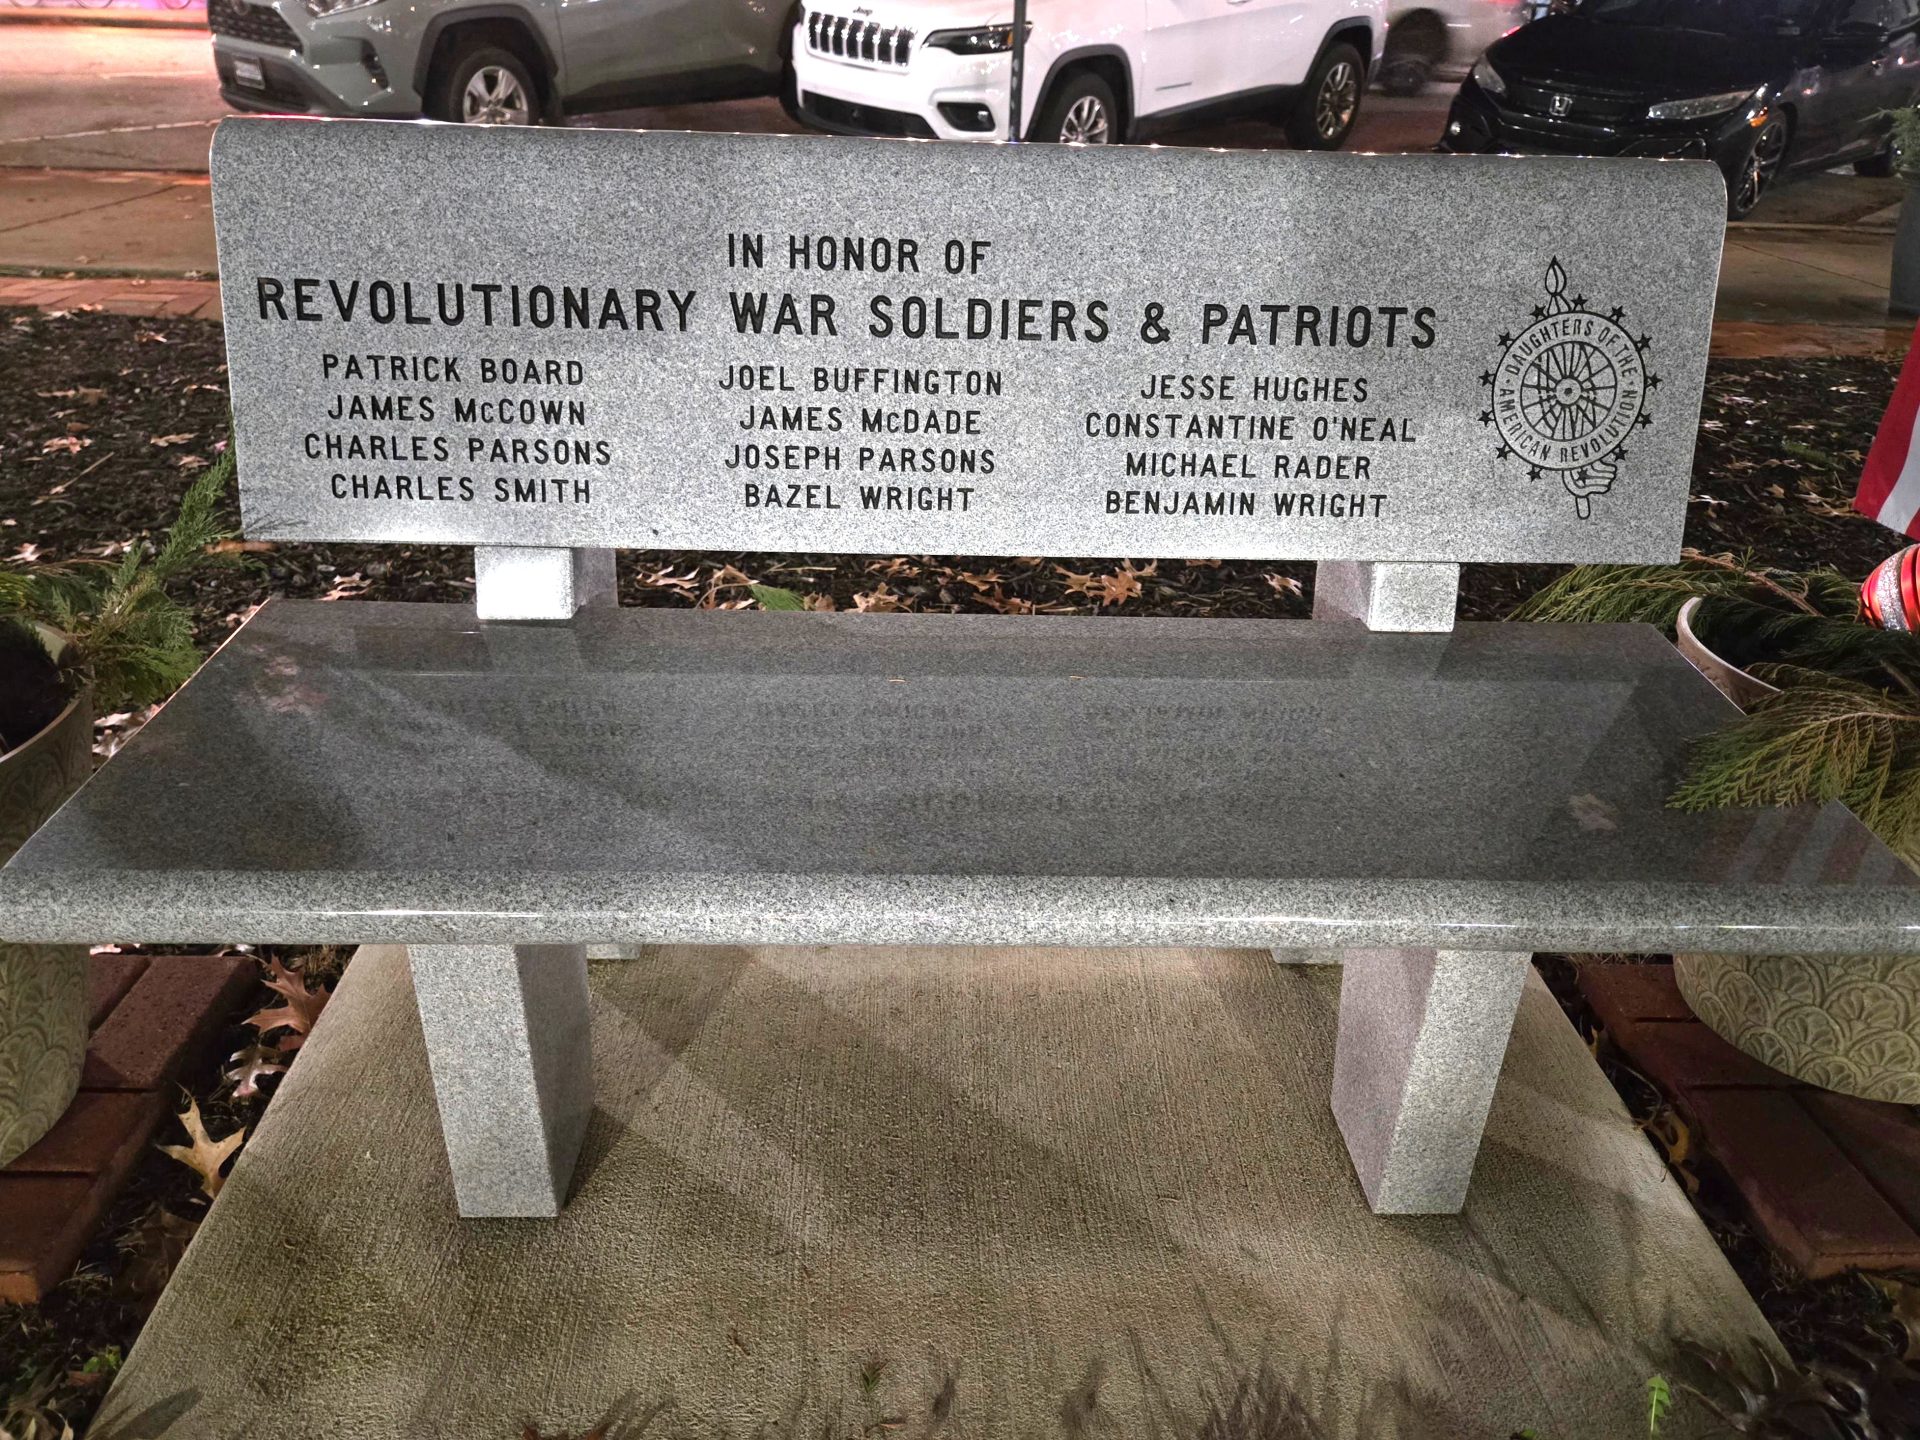 IN HONOR OF
REVOLUTIONARY WAR SOLDIERS & PATRIOTS
PATRICK BOARD
JAMES McCOWN
CHARLES PARSONS
CHARLES SMITH
JOEL BUFFINGTON
JAMES McDADE
JOSEPH PARSONS
BAZEL WRIGHT
JESSE HUGHES
CONSTANTINE O'NEAL
MICHAEL RADER
BENJAMIN WRIGHT
DAUGHTERS OF THE
AMERICAN REVOLUTION
Jeep